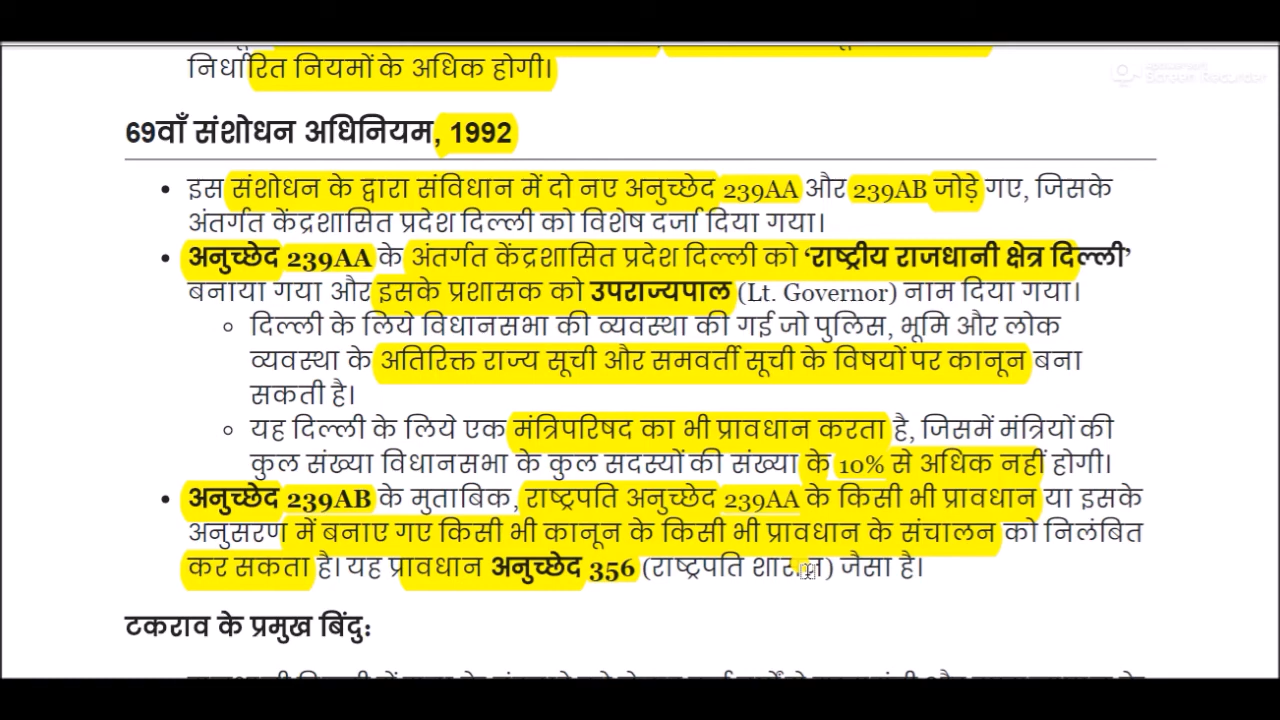 निर्धारित नियमों के अधिक होगी।
Screen Recorder
69वाँ संशोधन अधिनियम, 1992
इस संशोधन के द्वारा संविधान में दो नए अनुच्छेद 239AA और 239AB जोड़े गए, जिसके
अंतर्गत केंद्रशासित प्रदेश दिल्ली को विशेष दर्जा दिया गया।
अनुच्छेद 239AA के अंतर्गत केंद्रशासित प्रदेश दिल्ली को ‘राष्ट्रीय राजधानी क्षेत्र दिल्ली’
बनाया गया और इसके प्रशासक को उपराज्यपाल (Lt. Governor) नाम दिया गया।
दिल्ली के लिये विधानसभा की व्यवस्था की गई जो पुलिस, भूमि और लोक
व्यवस्था के अतिरिक्त राज्य सूची और समवर्ती सूची के विषयों पर कानून बना
सकती है।
यह दिल्ली के लिये एक मंत्रिपरिषद का भी प्रावधान करता है, जिसमें मंत्रियों की
कुल संख्या विधानसभा के कुल सदस्यों की संख्या के 10% से अधिक नहीं होगी।
अनुच्छेद 239AB के मुताबिक, राष्ट्रपति अनुच्छेद 239AA के किसी भी प्रावधान या इसके
अनुसरण में बनाए गए किसी भी कानून के किसी भी प्रावधान के संचालन को निलंबित
कर सकता है। यह प्रावधान अनुच्छेद 356 (राष्ट्रपति शासन) जैसा है।
टकराव के प्रमुख बिंदु: